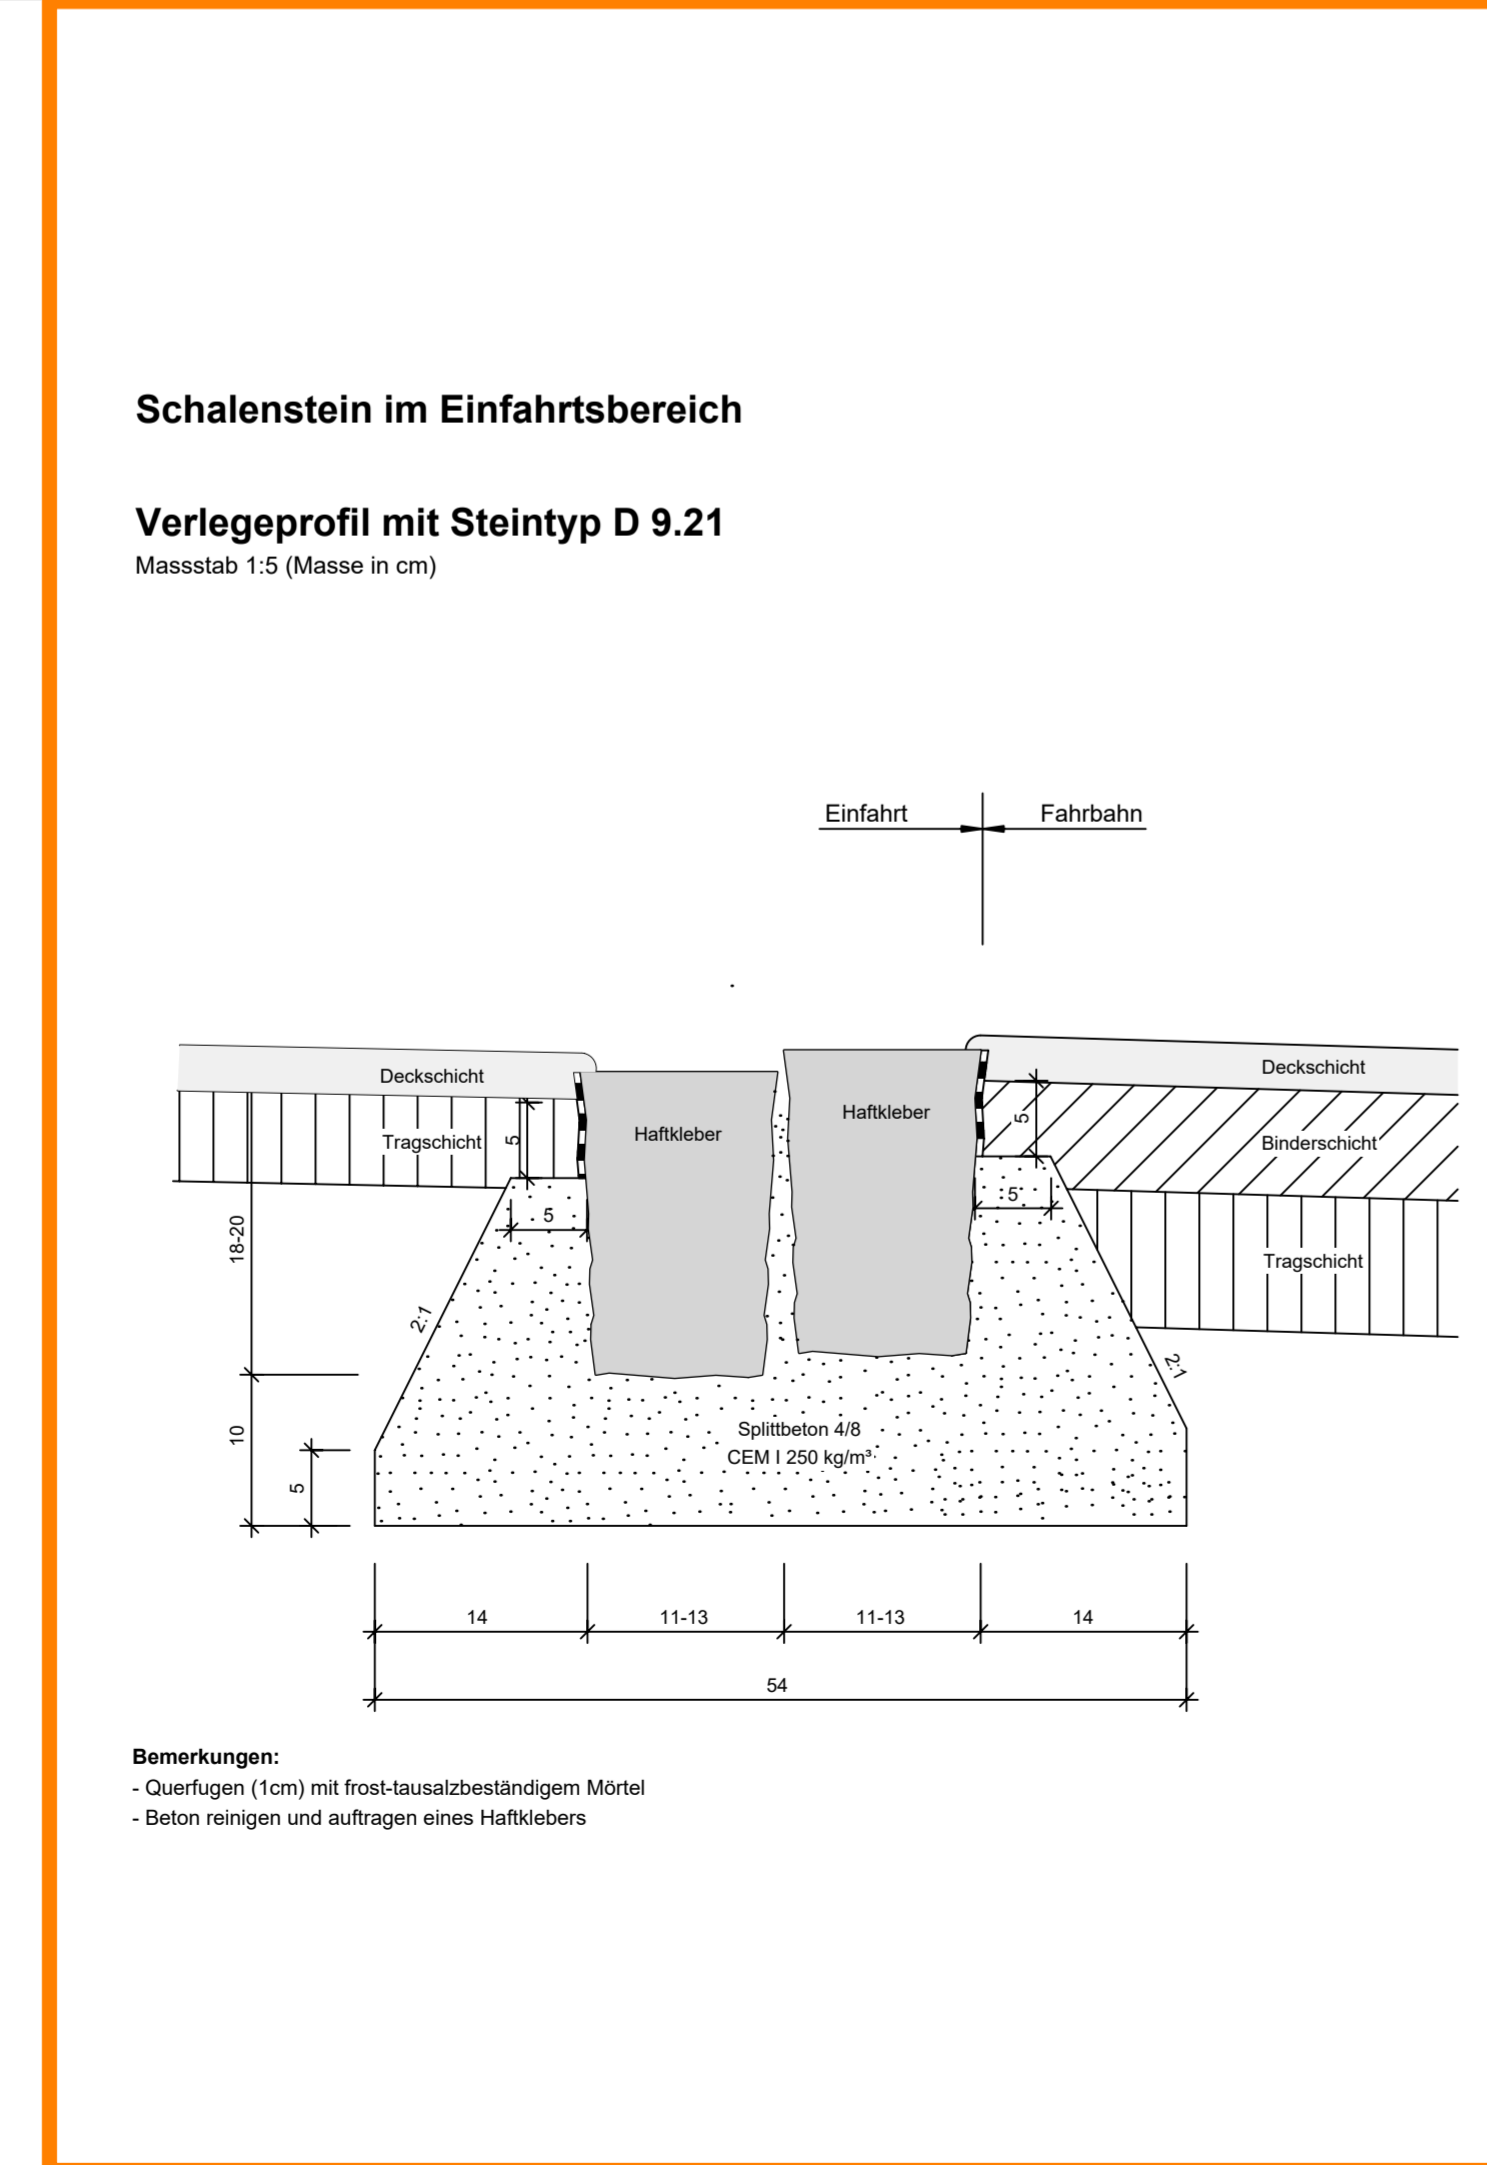 Schalenstein im Einfahrtsbereich
Verlegeprofil mit Steintyp D 9.21
Massstab 1:5 (Masse in cm)
Einfahrt
Fahrbahn
Deckschicht
Deckschicht
Haftkleber
Haftkleber
Tragschicht
5
5
Binderschicht
5
5
18-20
Tragschicht
2:1
2:1
10
Splittbeton 4/8
CEM I 250 kg/m³
5
14
11-13
11-13
14
54
Bemerkungen:
- Querfugen (1cm) mit frost-tausalzbeständigem Mörtel
- Beton reinigen und auftragen eines Haftklebers